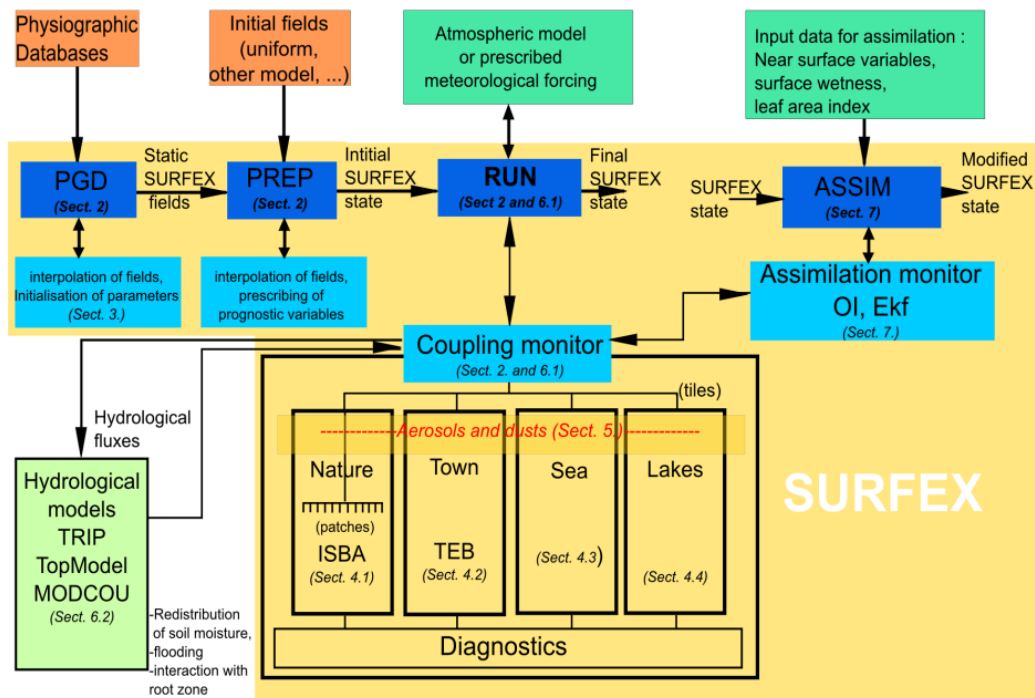 Physiographic
Databases
Initial fields
(uniform,
other model, ...)
Atmospheric model
or prescribed
meteorological forcing
Input data for assimilation :
Near surface variables,
surface wetness,
leaf area index
PGD
(Sect. 2)
Static
SURFEX
fields
PREP
(Sect. 2)
Intitial
SURFEX
state
RUN
(Sect 2 and 6.1)
Final
SURFEX
state
SURFEX
state
ASSIM
(Sect. 7)
Modified
SURFEX
state
interpolation of fields,
Initialisation of parameters
(Sect. 3.)
interpolation of fields,
prescribing of
prognostic variables
Assimilation monitor
OI, Ekf
(Sect. 7.)
Coupling monitor
(Sect. 2. and 6.1)
(tiles)
Hydrological
fluxes
-------------Aerosols and dusts (Sect. 5.)-------------
Nature
(patches)
ISBA
(Sect. 4.1)
Town
TEB
(Sect. 4.2)
Sea
(Sect. 4.3)
Lakes
(Sect. 4.4)
SURFEX
Hydrological
models
TRIP
TopModel
MODCOU
(Sect. 6.2)
-Redistribution
of soil moisture,
-flooding
-interaction with
root zone
Diagnostics